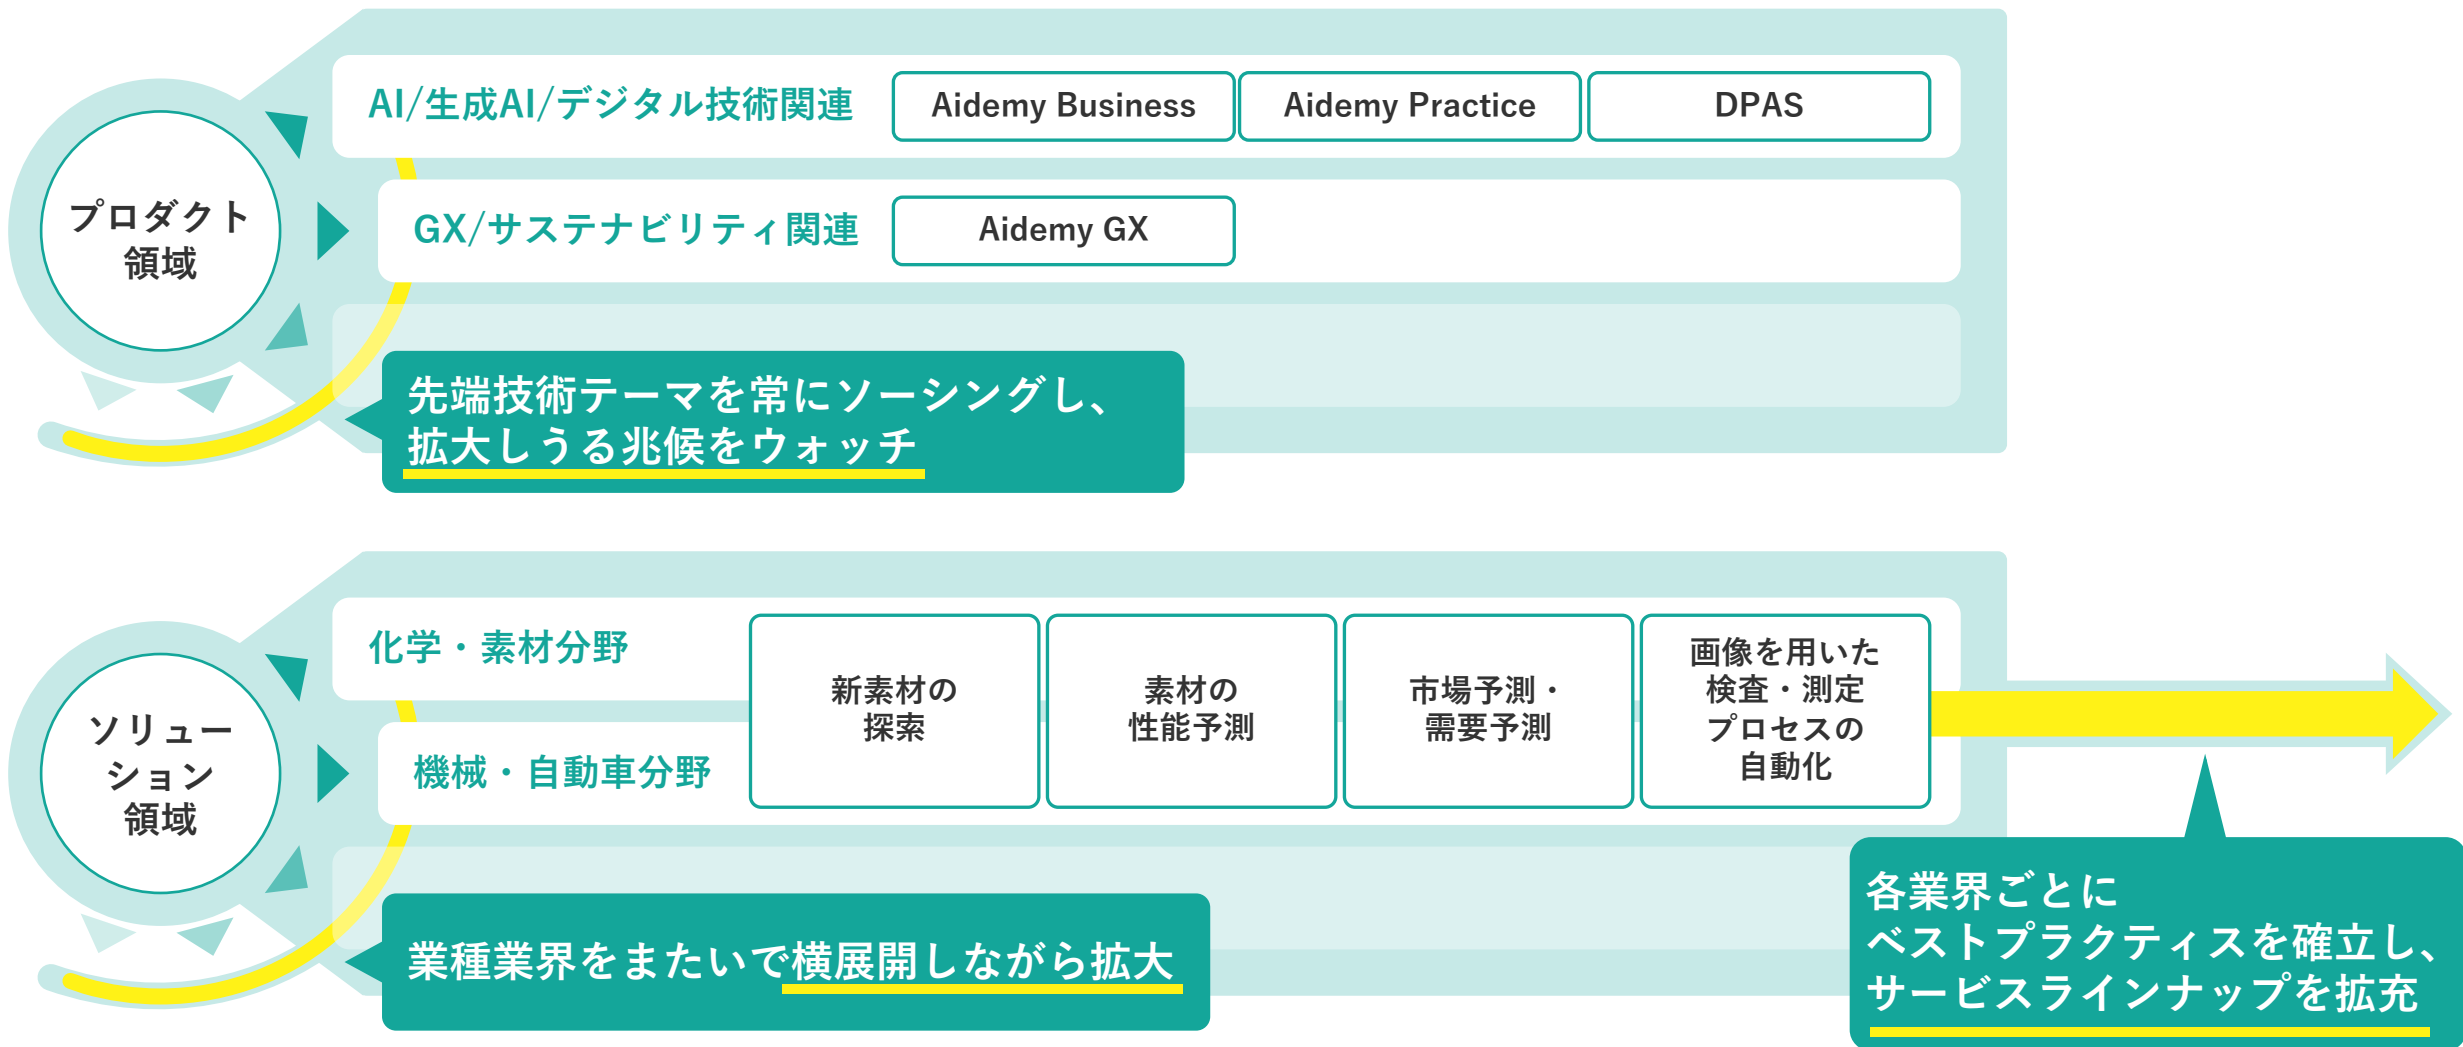 プロダクト
領域
AI/生成AI/デジタル技術関連
Aidemy Business
Aidemy Practice
DPAS
GX/サステナビリティ関連
Aidemy GX
先端技術テーマを常にソーシングし、
拡大しうる兆候をウォッチ
ソリュー
ション
領域
化学・素材分野
機械・自動車分野
新素材の
探索
素材の
性能予測
市場予測・
需要予測
画像を用いた
検査・測定
プロセスの
自動化
業種業界をまたいで横展開しながら拡大
各業界ごとに
ベストプラクティスを確立し、
サービスラインナップを拡充